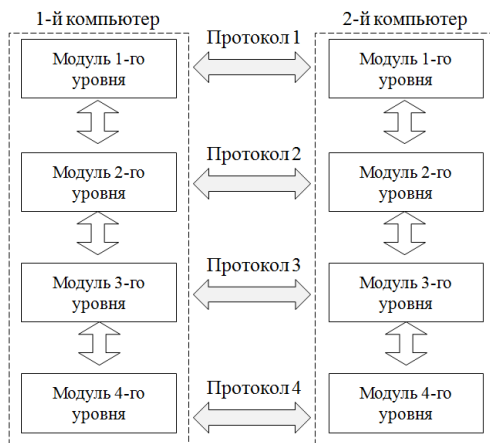 1-й компьютер
2-й компьютер
Протокол 1
Модуль 1-го
уровня
Модуль 1-го
уровня
Протокол 2
Модуль 2-го
уровня
Модуль 2-го
уровня
Протокол 3
Модуль 3-го
уровня
Модуль 3-го
уровня
Протокол 4
Модуль 4-го
уровня
Модуль 4-го
уровня